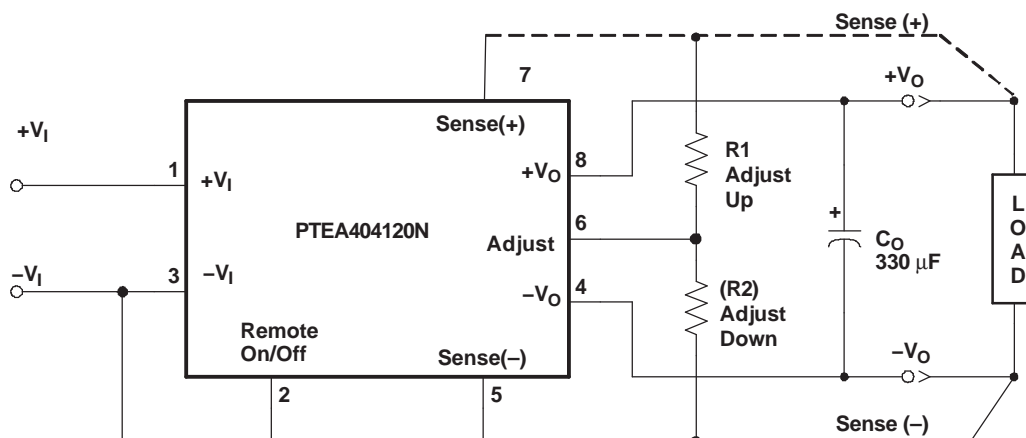 Sense (+)
7
+VO
+VI
Sense(+)
8
1
+VI
+VO
R1
Adjust
Up
PTEA404120N
6
Adjust
+
CO
330 μF
L
O
A
D
−VI
3
−VI
−VO
4
(R2)
Adjust
Down
Remote
On/Off
Sense(−)
−VO
2
5
Sense (−)